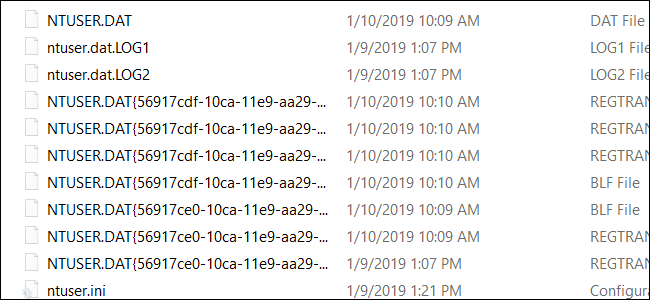 NTUSER.DAT 1/10/2019 10:09 AM DAT File
ntuser.dat.LOG1 1/9/2019 1:07 PM LOG1 File
ntuser.dat.LOG2 1/9/2019 1:07 PM LOG2 File
NTUSER.DAT{56917cdf-10ca-11e9-aa29-... 1/10/2019 10:10 AM REGTRAN
NTUSER.DAT{56917cdf-10ca-11e9-aa29-... 1/10/2019 10:10 AM REGTRAN
NTUSER.DAT{56917cdf-10ca-11e9-aa29-... 1/10/2019 10:10 AM REGTRAN
NTUSER.DAT{56917cdf-10ca-11e9-aa29-... 1/10/2019 10:10 AM BLF File
NTUSER.DAT{56917ce0-10ca-11e9-aa29-... 1/10/2019 10:09 AM BLF File
NTUSER.DAT{56917ce0-10ca-11e9-aa29-... 1/10/2019 10:09 AM REGTRAN
NTUSER.DAT{56917ce0-10ca-11e9-aa29-... 1/9/2019 1:07 PM REGTRAN
ntuser.ini 1/9/2019 1:21 PM Configura